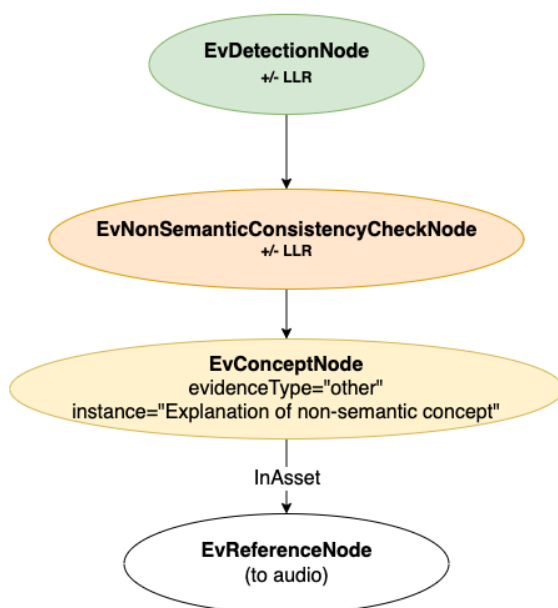 EvDetectionNode
+/- LLR
EvNonSemanticConsistencyCheckNode
+/- LLR
EvConceptNode
evidenceType="other"
instance="Explanation of non-semantic concept"
InAsset
EvReferenceNode
(to audio)